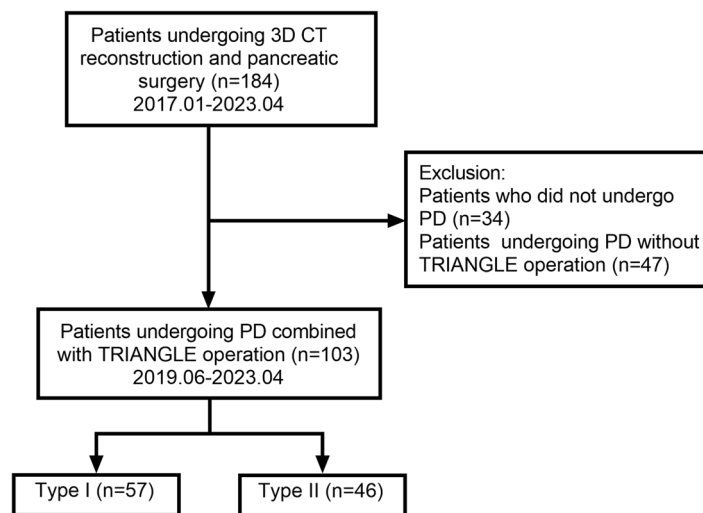 Patients undergoing 3D CT
reconstruction and pancreatic
surgery (n=184)
2017.01-2023.04
Exclusion:
Patients who did not undergo
PD (n=34)
Patients undergoing PD without
TRIANGLE operation (n=47)
Patients undergoing PD combined
with TRIANGLE operation (n=103)
2019.06-2023.04
Type I (n=57)
Type II (n=46)